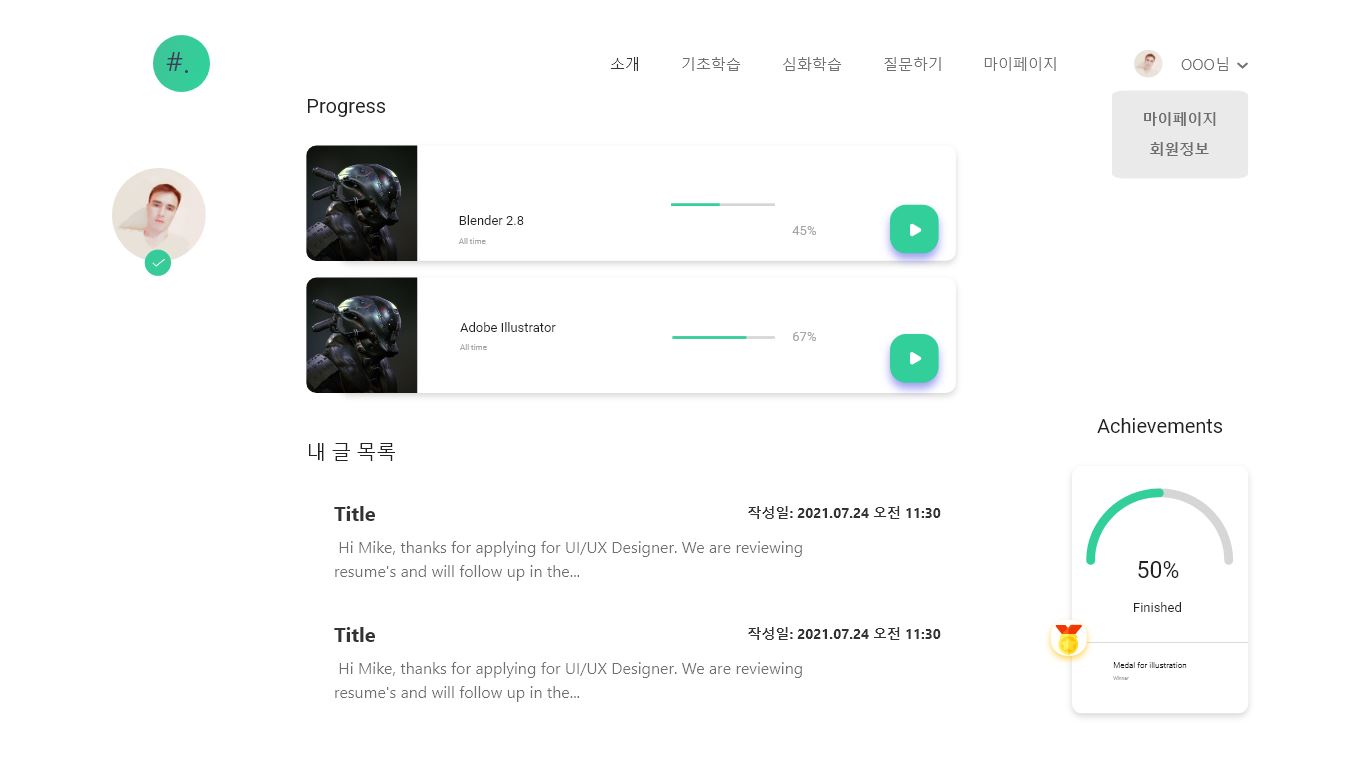 #.
소개 기초학습 심화학습 질문하기 마이페이지 OOO님
마이페이지
회원정보
Progress
Blender 2.8
All time
45%
Adobe Illustrator
All time
67%
내 글 목록
Title 작성일: 2021.07.24 오전 11:30
Hi Mike, thanks for applying for UI/UX Designer. We are reviewing
resume's and will follow up in the...
Title 작성일: 2021.07.24 오전 11:30
Hi Mike, thanks for applying for UI/UX Designer. We are reviewing
resume's and will follow up in the...
Achievements
50%
Finished
Medal for illustration
Winner